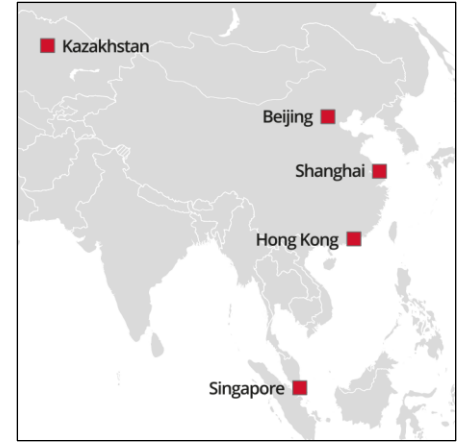 Kazakhstan
Beijing
Shanghai
Hong Kong
Singapore